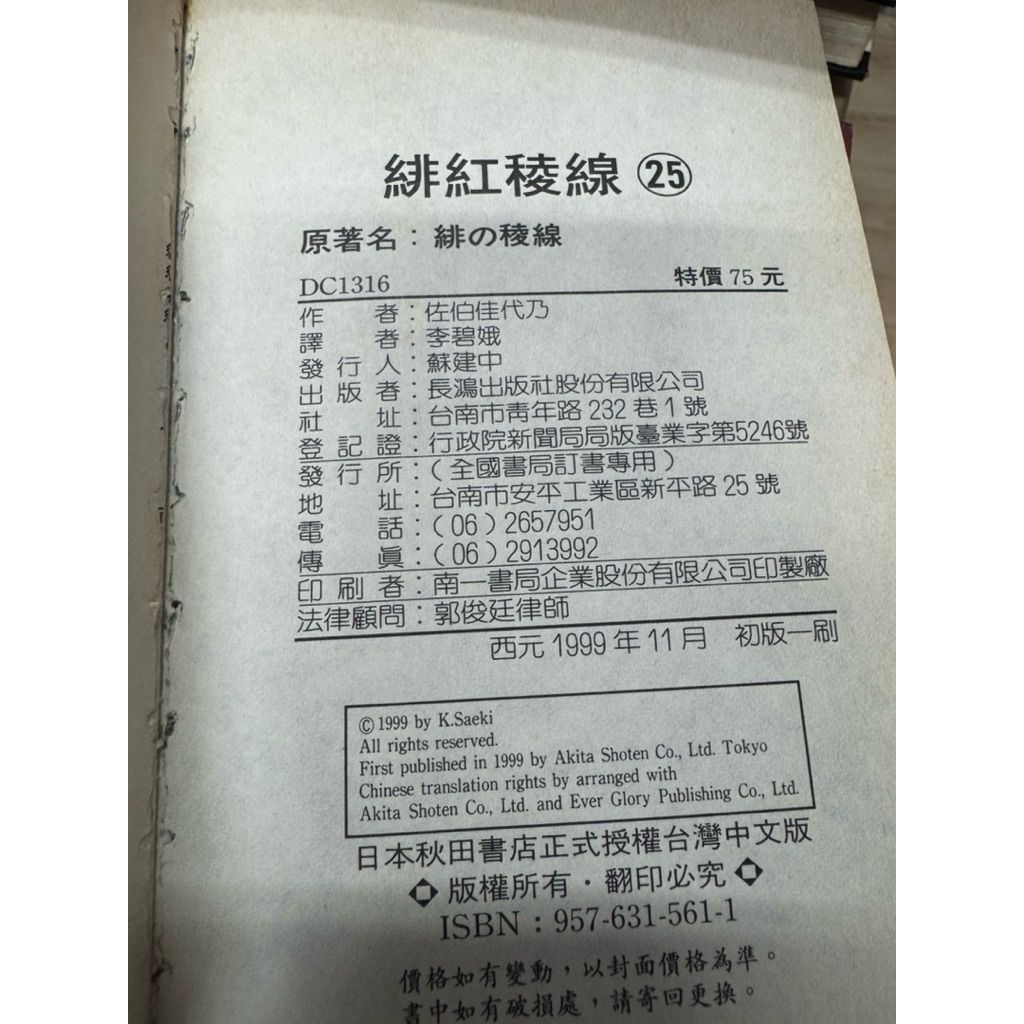 緋紅稜線 ㉕
原著名：緋の稜線
DC1316 特價 75 元
作者：佐伯佳代乃
譯者：李碧娥
發行人：蘇建中
出版者：長鴻出版社股份有限公司
社址：台南市青年路 232 巷 1 號
登記證：行政院新聞局局版臺業字第5246號
發行所：（全國書局訂書專用）
地址：台南市安平工業區新平路 25 號
電話：（06）2657951
傳眞：（06）2913992
印刷者：南一書局企業股份有限公司印製廠
法律顧問：郭俊廷律師
西元 1999 年 11 月 初版一刷
© 1999 by K.Saeki
All rights reserved.
First published in 1999 by Akita Shoten Co., Ltd. Tokyo
Chinese translation rights by arranged with
Akita Shoten Co., Ltd. and Ever Glory Publishing Co., Ltd.
日本秋田書店正式授權台灣中文版
版權所有・翻印必究
ISBN：957-631-561-1
價格如有變動，以封面價格為準。
書中如有破損處，請寄回更換。